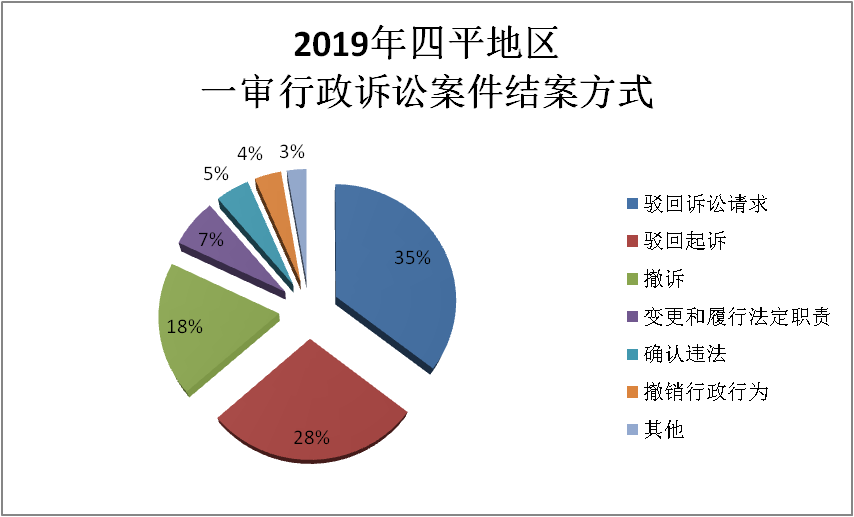 2019年四平地区
一审行政诉讼案件结案方式
3%
4%
5%
7%
35%
18%
28%
驳回诉讼请求
驳回起诉
撤诉
变更和履行法定职责
确认违法
撤销行政行为
其他